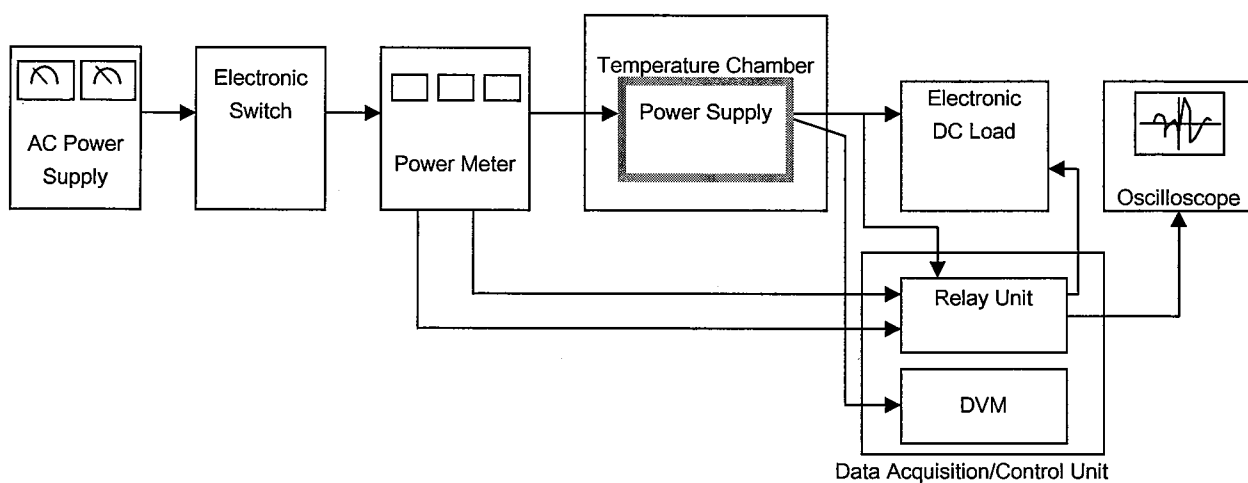 AC Power
Supply
Electronic
Switch
Power Meter
Temperature Chamber
Power Supply
Electronic
DC Load
Oscilloscope
Relay Unit
DVM
Data Acquisition/Control Unit